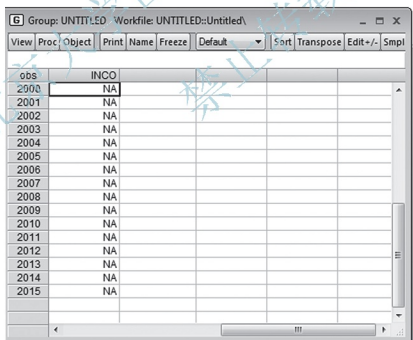 G Group: UNTITLED Workfile: UNTITLED::Untitled\
View Proc Object Print Name Freeze Default Sort Transpose Edit+/- Smpl
obs INCO
2000 NA
2001 NA
2002 NA
2003 NA
2004 NA
2005 NA
2006 NA
2007 NA
2008 NA
2009 NA
2010 NA
2011 NA
2012 NA
2013 NA
2014 NA
2015 NA
禁止